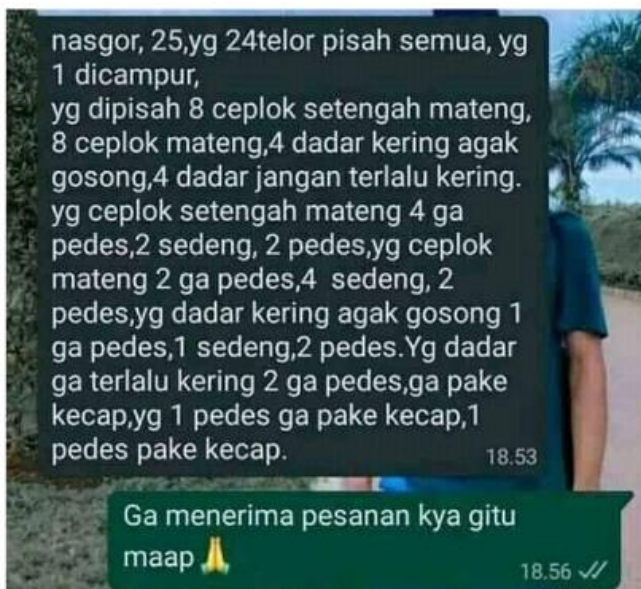 nasgor, 25,yg 24telor pisah semua, yg
1 dicampur,
yg dipisah 8 ceplok setengah mateng,
8 ceplok mateng,4 dadar kering agak
gosong,4 dadar jangan terlalu kering.
yg ceplok setengah mateng 4 ga
pedes,2 sedeng, 2 pedes,yg ceplok
mateng 2 ga pedes,4  sedeng, 2
pedes,yg dadar kering agak gosong 1
ga pedes,1 sedeng,2 pedes.Yg dadar
ga terlalu kering 2 ga pedes,ga pake
kecap,yg 1 pedes ga pake kecap,1
pedes pake kecap.
18.53
Ga menerima pesanan kya gitu
maap 🙏
18.56